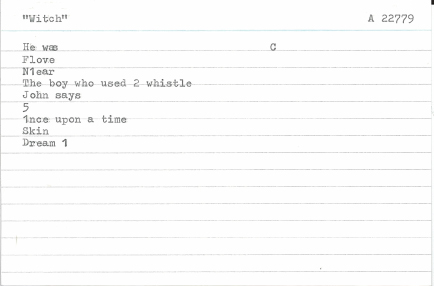 "Witch" A 22779
He was C
Flove
N1ear
The boy who used 2 whistle
John says
5
1nce upon a time
Skin
Dream 1